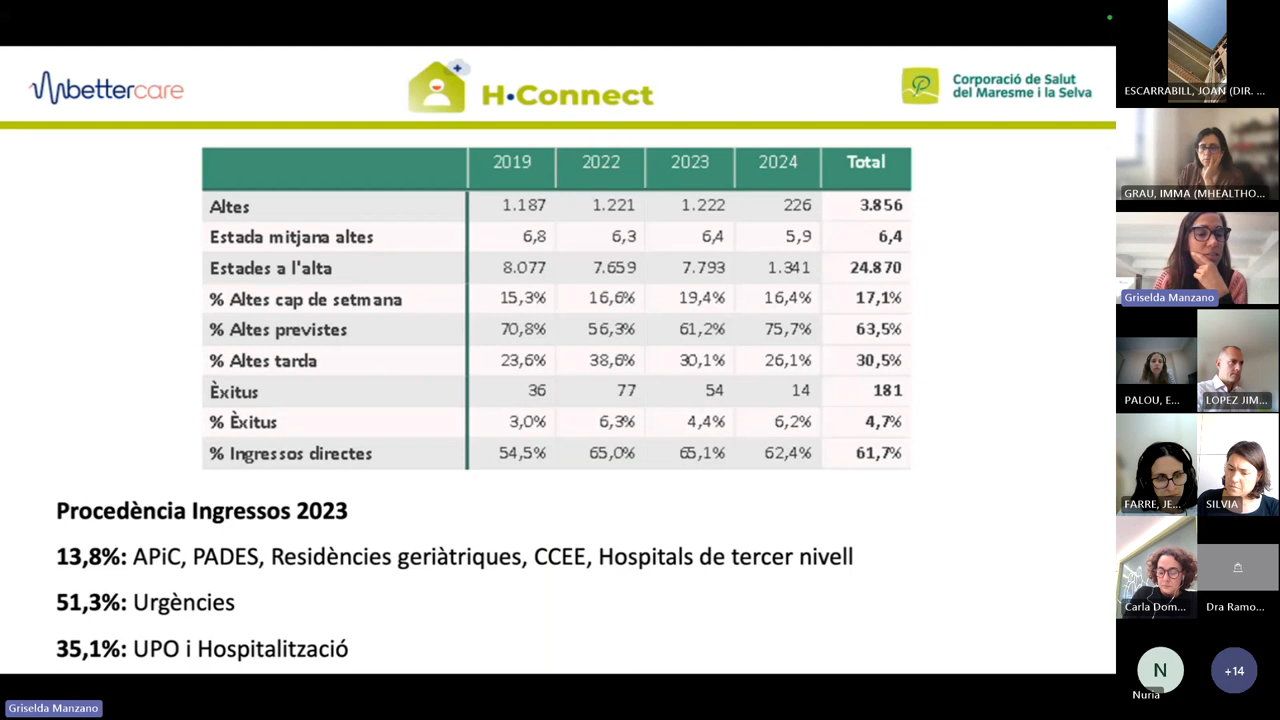 bettercare
H·Connect
Corporació de Salut
del Maresme i la Selva
2019 2022 2023 2024 Total
Altes 1.187 1.221 1.222 226 3.856
Estada mitjana altes 6,8 6,3 6,4 5,9 6,4
Estades a l'alta 8.077 7.659 7.793 1.341 24.870
% Altes cap de setmana 15,3% 16,6% 19,4% 16,4% 17,1%
% Altes previstes 70,8% 56,3% 61,2% 75,7% 63,5%
% Altes tarda 23,6% 38,6% 30,1% 26,1% 30,5%
Èxitus 36 77 54 14 181
% Èxitus 3,0% 6,3% 4,4% 6,2% 4,7%
% Ingressos directes 54,5% 65,0% 65,1% 62,4% 61,7%
Procedència Ingressos 2023
13,8%: APiC, PADES, Residències geriàtriques, CCEE, Hospitals de tercer nivell
51,3%: Urgències
35,1%: UPO i Hospitalització
Griselda Manzano
ESCARRABILL, JOAN (DIR. ...
GRAU, IMMA (MHEALTHO...
Griselda Manzano
PALOU, E...
LOPEZ JIM...
FARRE, JE...
SILVIA
Carla Dom...
Dra Ramo...
N
Nuria
+14